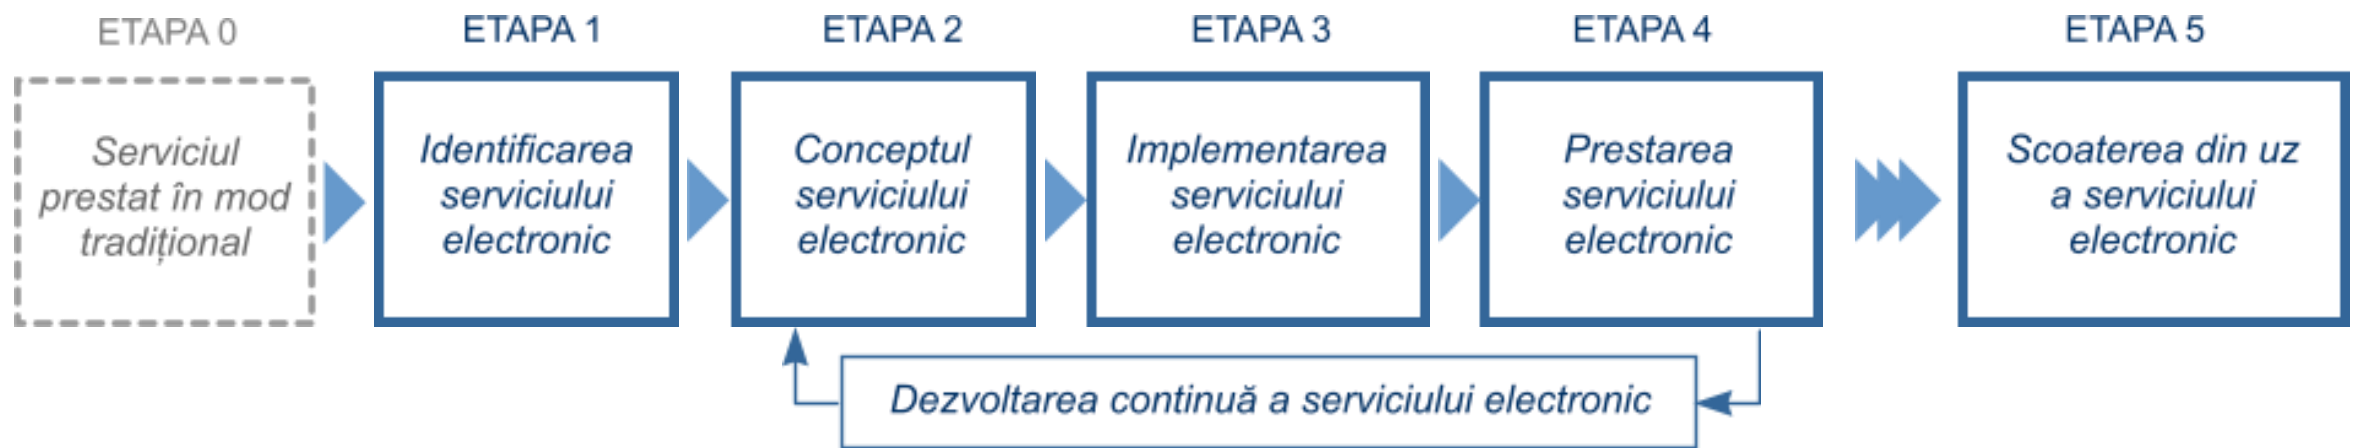 ETAPA 0
Serviciul
prestat în mod
tradițional
ETAPA 1
Identificarea
serviciului
electronic
ETAPA 2
Conceptul
serviciului
electronic
ETAPA 3
Implementarea
serviciului
electronic
ETAPA 4
Prestarea
serviciului
electronic
ETAPA 5
Scoaterea din uz
a serviciului
electronic
Dezvoltarea continuă a serviciului electronic